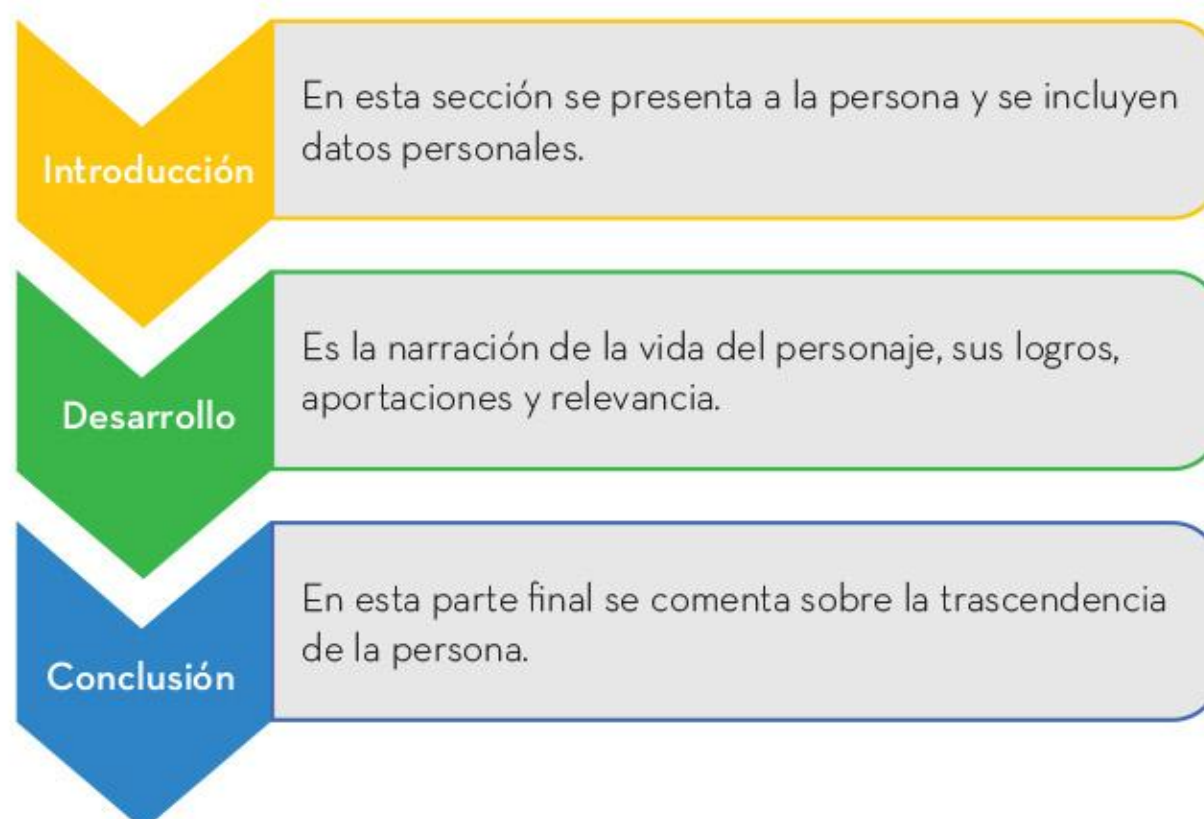 Introducción
En esta sección se presenta a la persona y se incluyen
datos personales.
Desarrollo
Es la narración de la vida del personaje, sus logros,
aportaciones y relevancia.
Conclusión
En esta parte final se comenta sobre la trascendencia
de la persona.